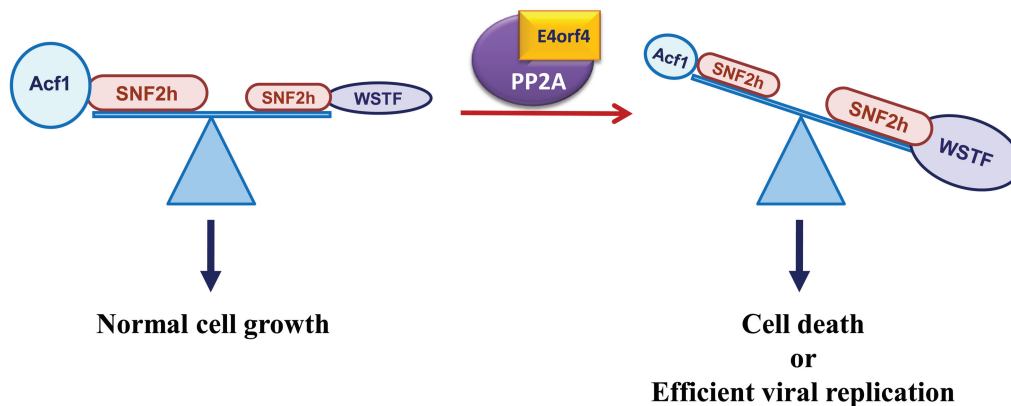 Acf1
SNF2h
SNF2h
WSTF
E4orf4
PP2A
Acf1
SNF2h
SNF2h
WSTF
Normal cell growth
Cell death
or
Efficient viral replication